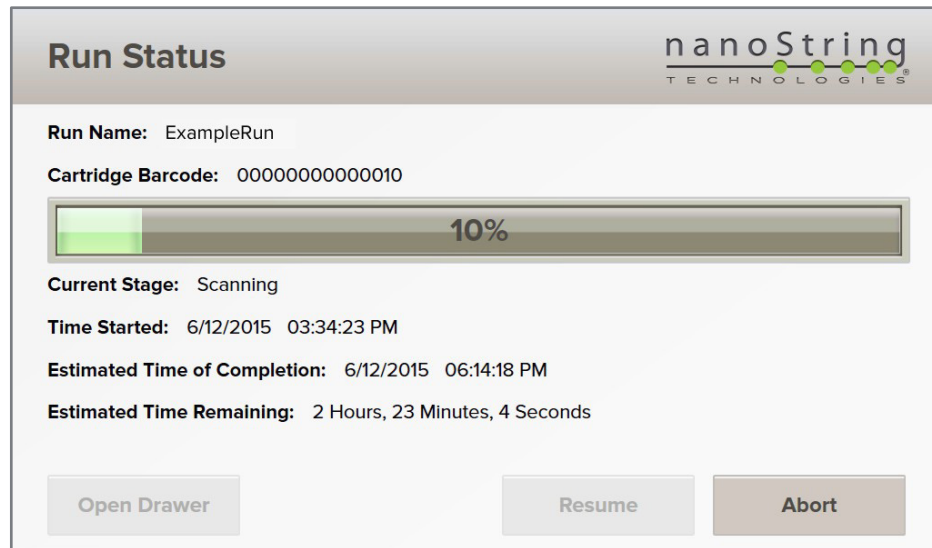 Run Status
nanoString
TECHNOLOGIES®
Run Name: ExampleRun
Cartridge Barcode: 00000000000010
10%
Current Stage: Scanning
Time Started: 6/12/2015 03:34:23 PM
Estimated Time of Completion: 6/12/2015 06:14:18 PM
Estimated Time Remaining: 2 Hours, 23 Minutes, 4 Seconds
Open Drawer Resume Abort